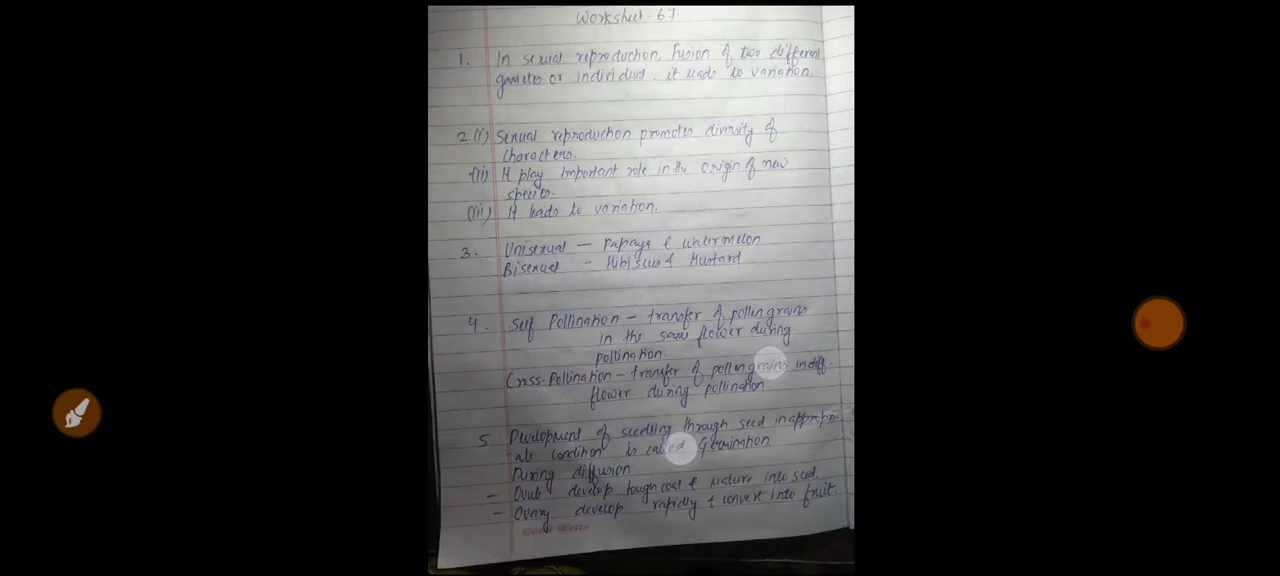 Worksheet - 67.
1. In sexual reproduction, Fusion of two different
gametes or individual. it leads to variation.
2 (i) Sexual reproduction promotes diversity of
characters.
(ii) It play important role in the origin of new
species.
(iii) It leads to variation.
3. Unisexual — Papaya & Watermelon
Bisexual - Hibiscus & Mustard
4. Self Pollination - transfer of pollen grains
in the same flower during
pollination
Cross-Pollination - transfer of pollen grains in diff.
flower during pollination
5 Development of seedling through seed in appropri
-ate condition is called Germination
During diffusion
- Ovule develop tough coat & mature into seed.
- Ovary develop rapidly & convert into fruit.